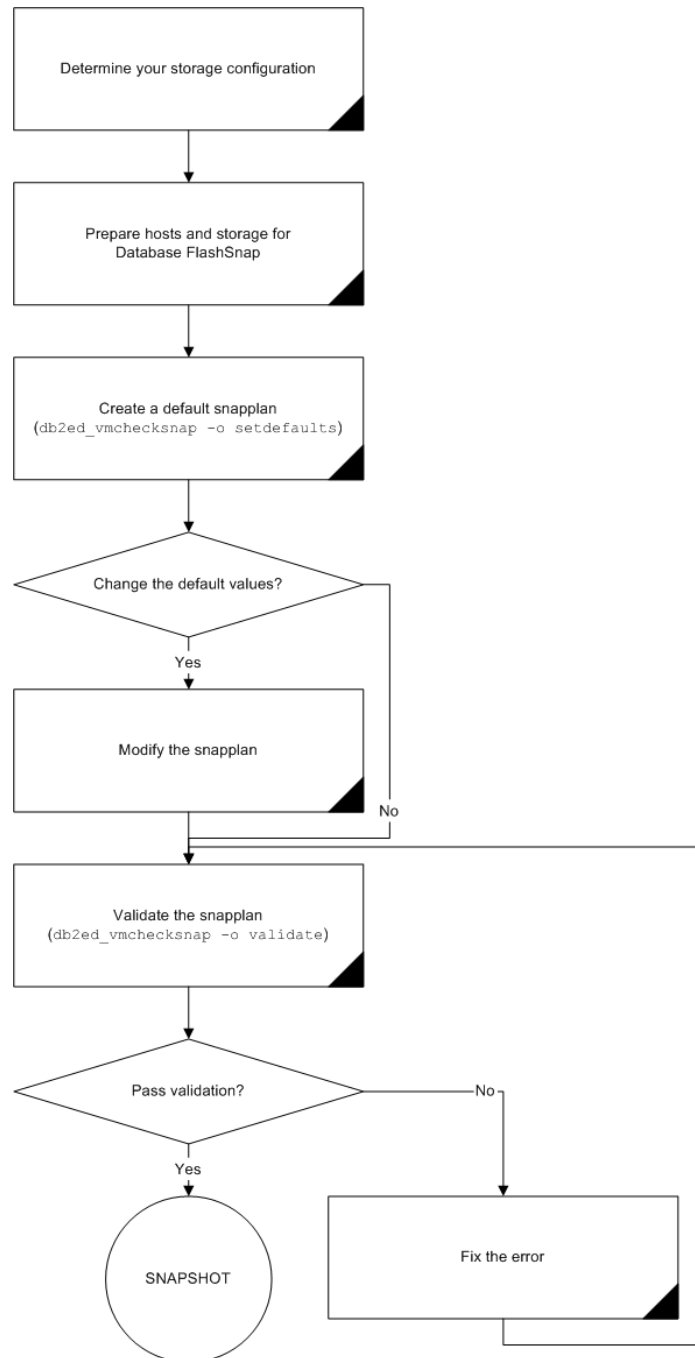 Determine your storage configuration
Prepare hosts and storage for
Database FlashSnap
Create a default snapplan
(db2ed_vmchecksnap -o setdefaults)
Change the default values?
Yes
Modify the snapplan
No
Validate the snapplan
(db2ed_vmchecksnap -o validate)
Pass validation?
No
Yes
SNAPSHOT
Fix the error